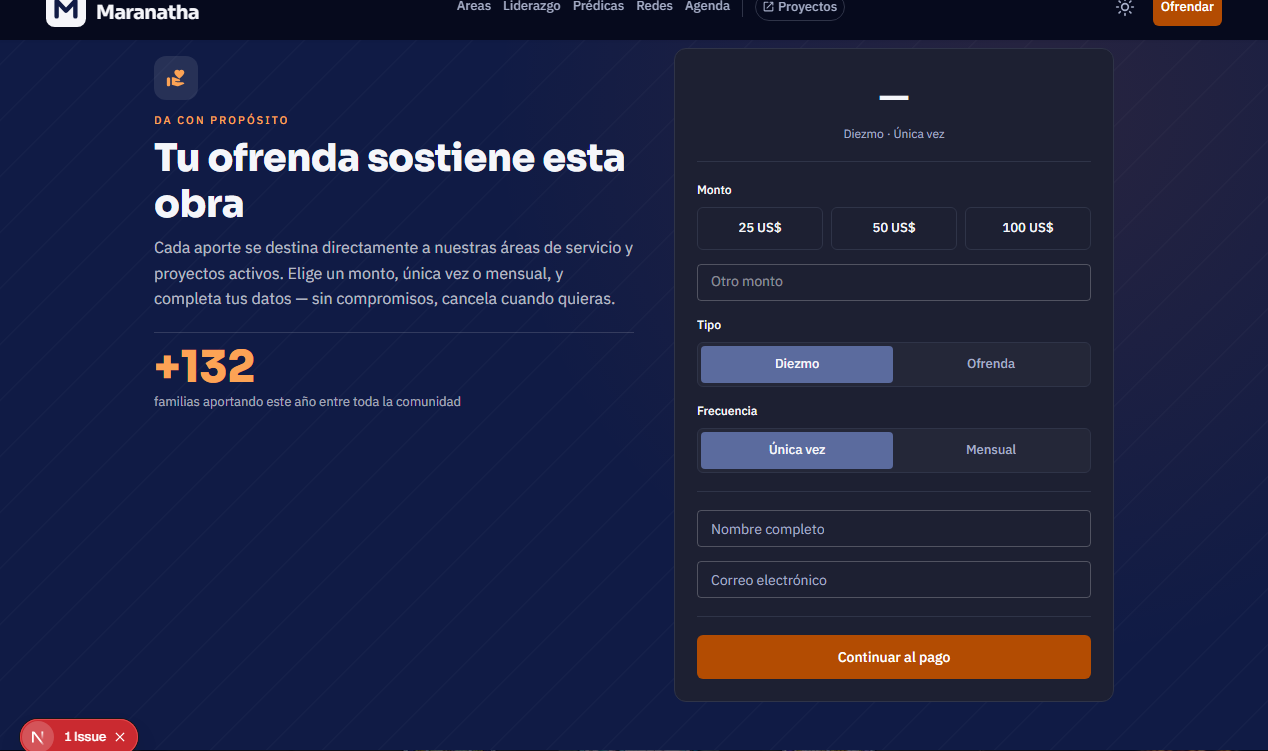 Maranatha
Areas Liderazgo Prédicas Redes Agenda Proyectos
Ofrendar
DA CON PROPÓSITO
Tu ofrenda sostiene esta
obra
Cada aporte se destina directamente a nuestras áreas de servicio y
proyectos activos. Elige un monto, única vez o mensual, y
completa tus datos — sin compromisos, cancela cuando quieras.
+132
familias aportando este año entre toda la comunidad
—
Diezmo · Única vez
Monto
25 US$ 50 US$ 100 US$
Otro monto
Tipo
Diezmo Ofrenda
Frecuencia
Única vez Mensual
Nombre completo
Correo electrónico
Continuar al pago
N 1 Issue